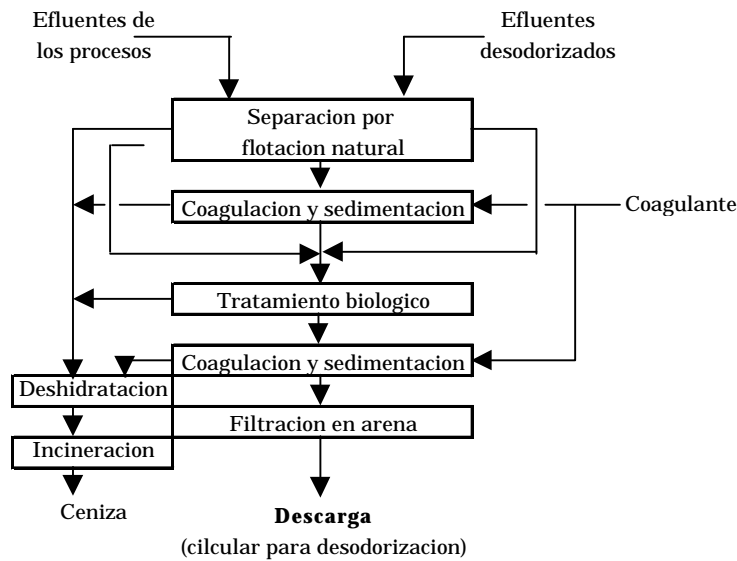 Efluentes de
los procesos
Efluentes
desodorizados
Separacion por
flotacion natural
Coagulacion y sedimentacion
Coagulante
Tratamiento biologico
Coagulacion y sedimentacion
Deshidratacion
Filtracion en arena
Incineracion
Ceniza
Descarga
(cilcular para desodorizacion)